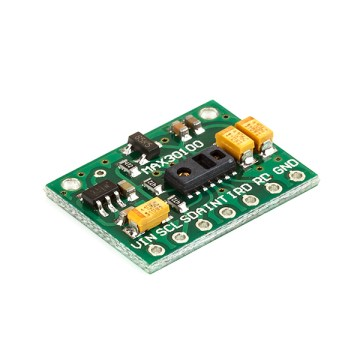 MAX30100
VIN SCL SDA INT IRD RD GND